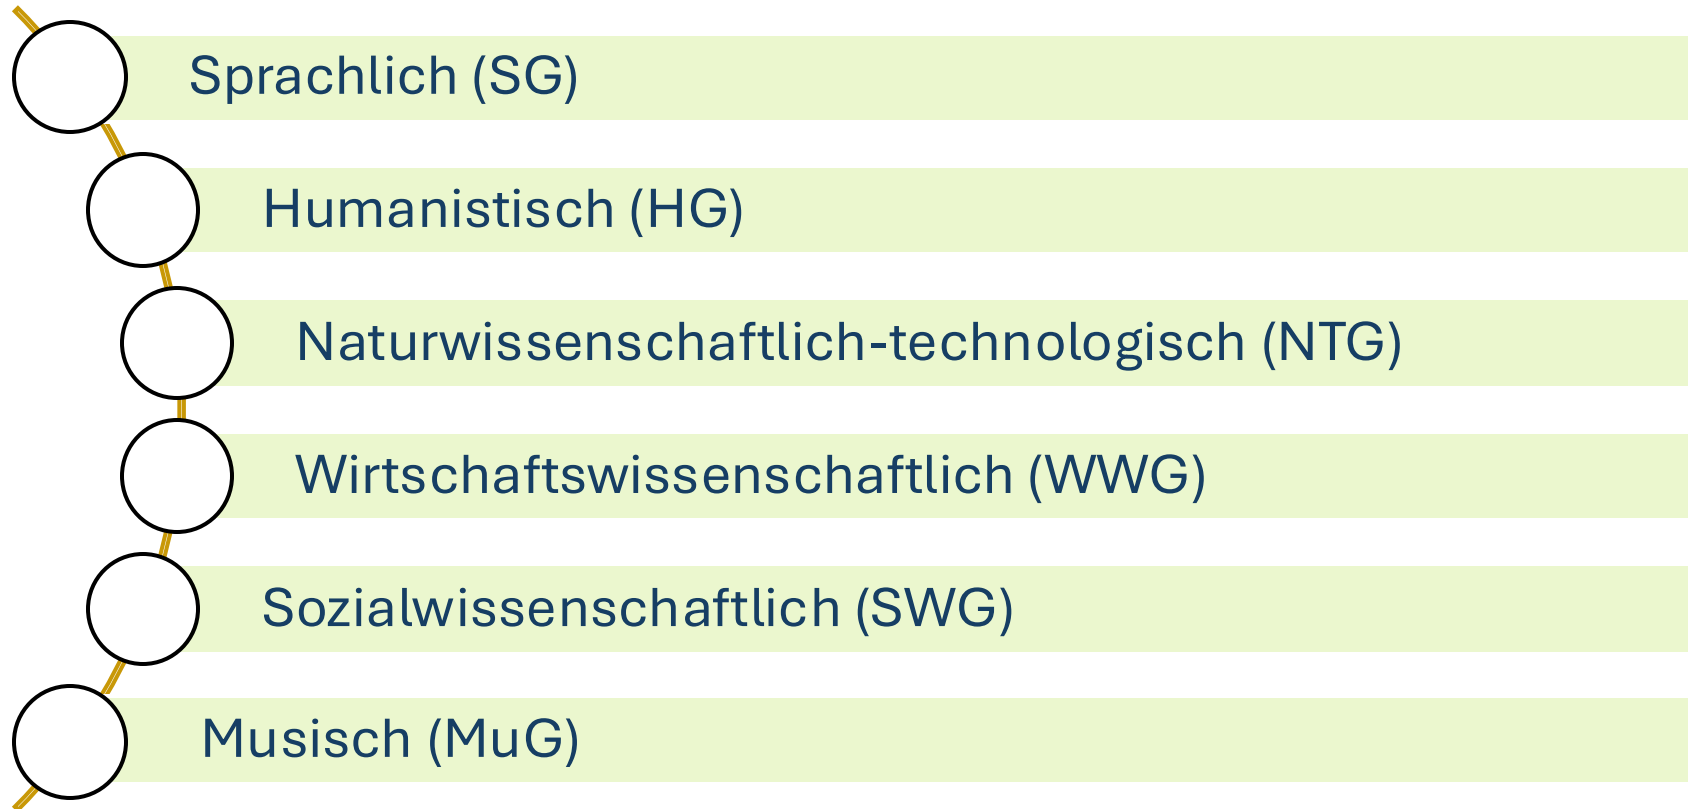 Sprachlich (SG)
Humanistisch (HG)
Naturwissenschaftlich-technologisch (NTG)
Wirtschaftswissenschaftlich (WWG)
Sozialwissenschaftlich (SWG)
Musisch (MuG)